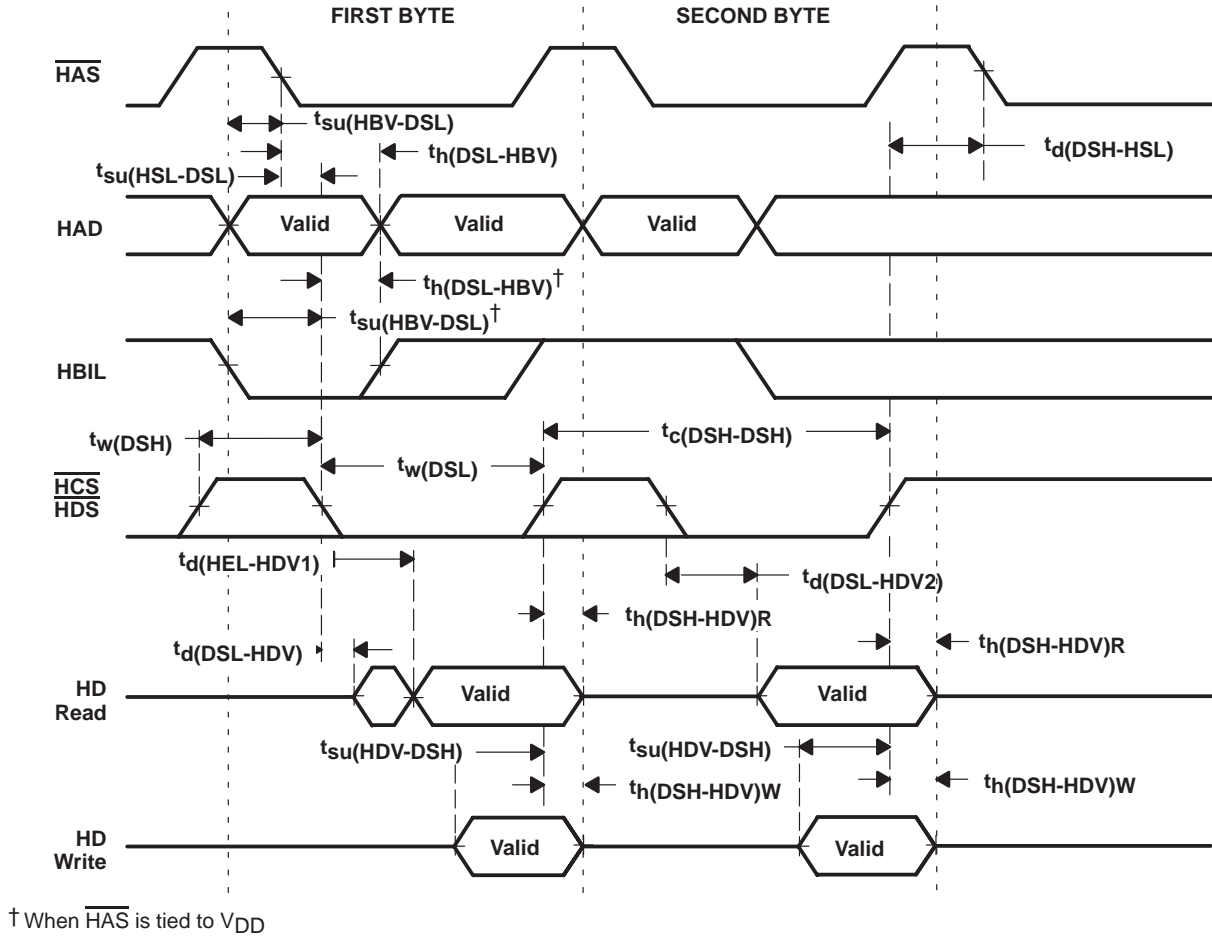 FIRST BYTE
SECOND BYTE
HAS
tsu(HBV-DSL)
th(DSL-HBV)
td(DSH-HSL)
tsu(HSL-DSL)
HAD
Valid
Valid
Valid
th(DSL-HBV)†
tsu(HBV-DSL)†
HBIL
tw(DSH)
tc(DSH-DSH)
tw(DSL)
HCS
HDS
td(HEL-HDV1)
td(DSL-HDV2)
th(DSH-HDV)R
td(DSL-HDV)
th(DSH-HDV)R
HD
Read
Valid
Valid
tsu(HDV-DSH)
tsu(HDV-DSH)
th(DSH-HDV)W
th(DSH-HDV)W
HD
Write
Valid
Valid
† When HAS is tied to VDD